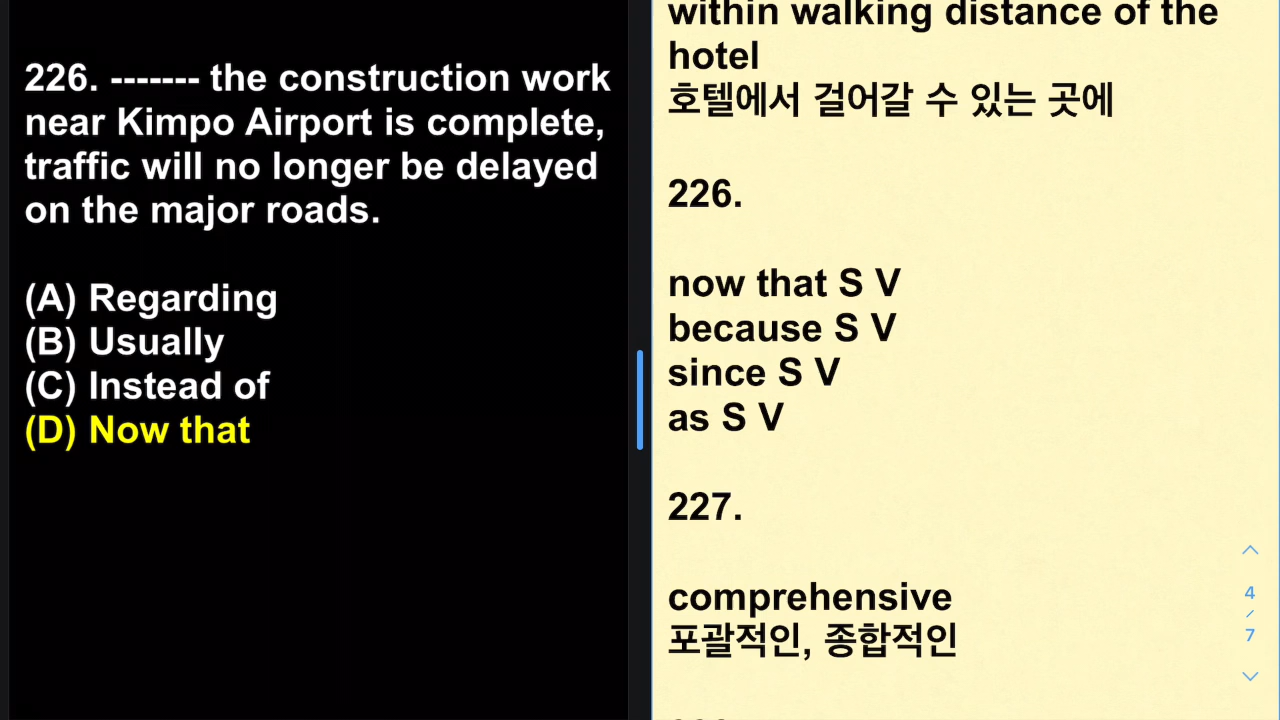 226. ------- the construction work
near Kimpo Airport is complete,
traffic will no longer be delayed
on the major roads.
(A) Regarding
(B) Usually
(C) Instead of
(D) Now that
within walking distance of the
hotel
호텔에서 걸어갈 수 있는 곳에
226.
now that S V
because S V
since S V
as S V
227.
comprehensive
포괄적인, 종합적인
4
/
7